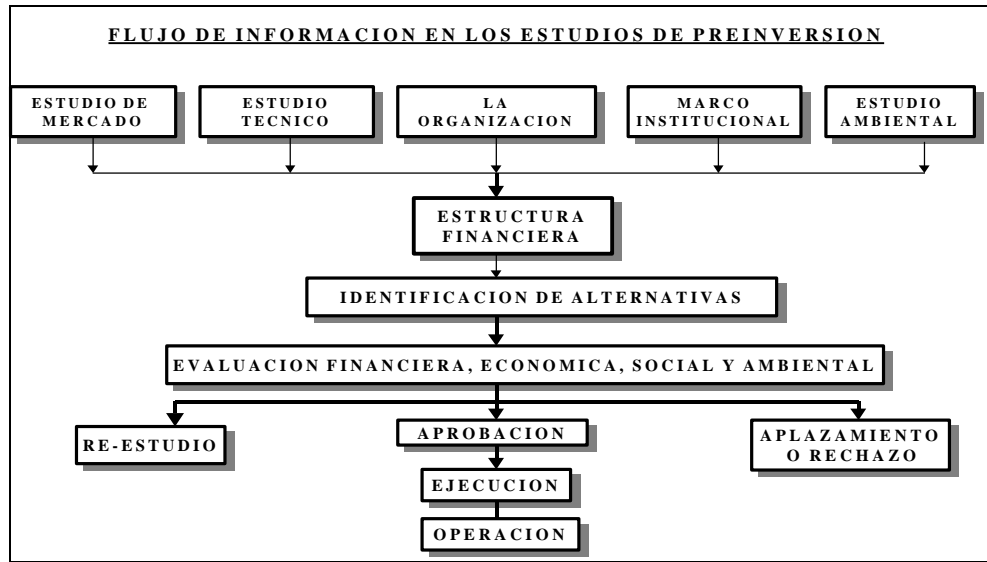 FLUJO DE INFORMACION EN LOS ESTUDIOS DE PREINVERSION
ESTUDIO DE
MERCADO
ESTUDIO
TECNICO
LA
ORGANIZACION
MARCO
INSTITUCIONAL
ESTUDIO
AMBIENTAL
ESTRUCTURA
FINANCIERA
IDENTIFICACION DE ALTERNATIVAS
EVALUACION FINANCIERA, ECONOMICA, SOCIAL Y AMBIENTAL
RE-ESTUDIO
APROBACION
APLAZAMIENTO
O RECHAZO
EJECUCION
OPERACION